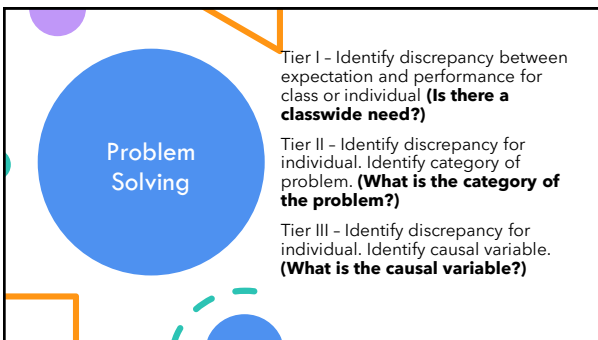 Problem
Solving
Tier I – Identify discrepancy between
expectation and performance for
class or individual (Is there a
classwide need?)
Tier II – Identify discrepancy for
individual. Identify category of
problem. (What is the category of
the problem?)
Tier III – Identify discrepancy for
individual. Identify causal variable.
(What is the causal variable?)